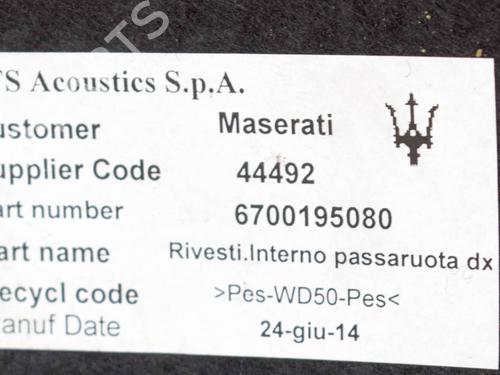 TS Acoustics S.p.A.
ustomer Maserati
upplier Code 44492
art number 6700195080
art name Rivesti.Interno passaruota dx
ecycl code >Pes-WD50-Pes<
anuf Date 24-giu-14